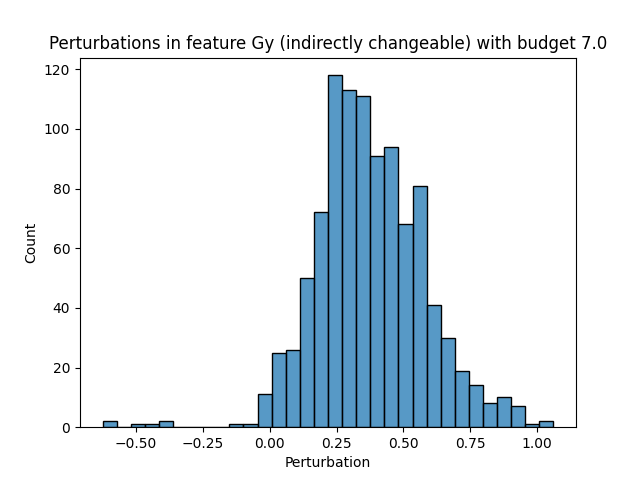 Perturbations in feature Gy (indirectly changeable) with budget 7.0
120
100
80
60
40
20
0
Count
−0.50 −0.25 0.00 0.25 0.50 0.75 1.00
Perturbation